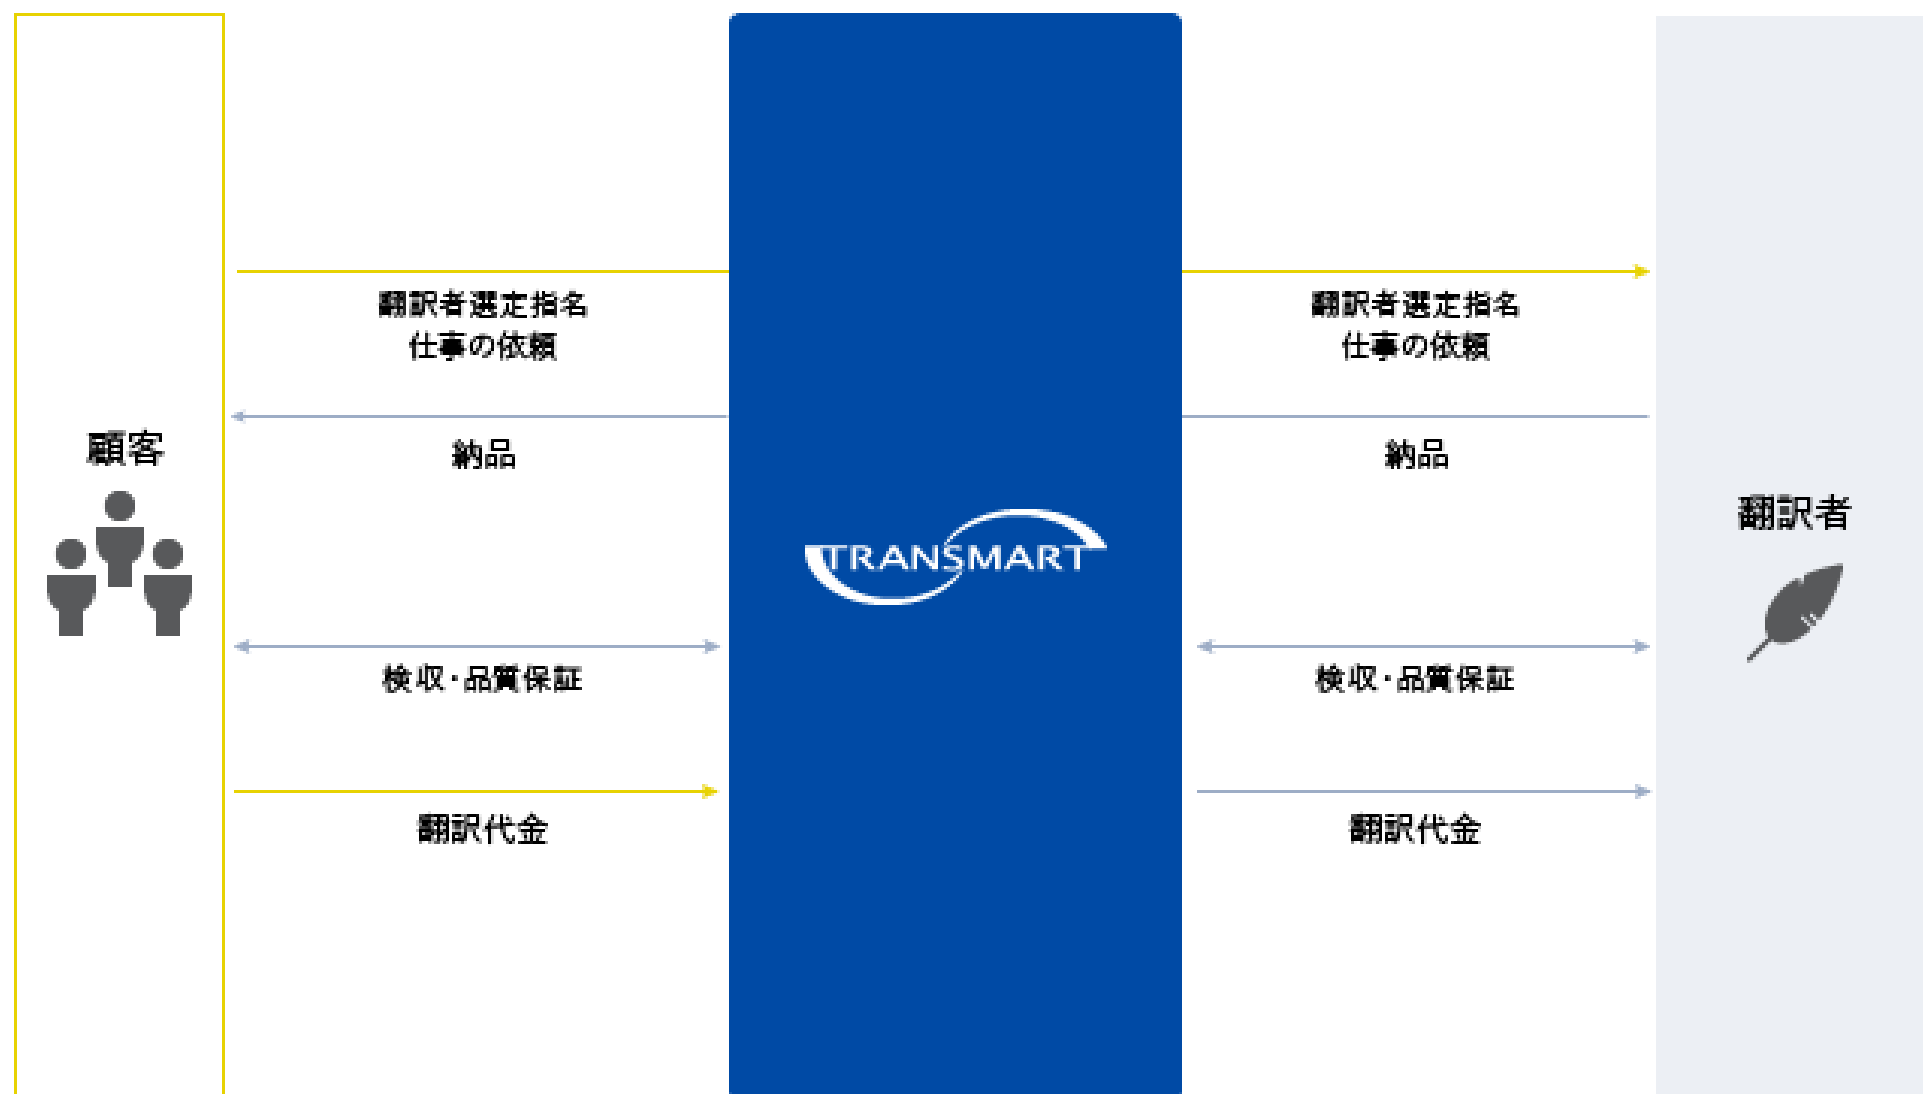 顧客
翻訳者選定指名
仕事の依頼
納品
検収・品質保証
翻訳代金
TRANSMART
翻訳者選定指名
仕事の依頼
納品
検収・品質保証
翻訳代金
翻訳者